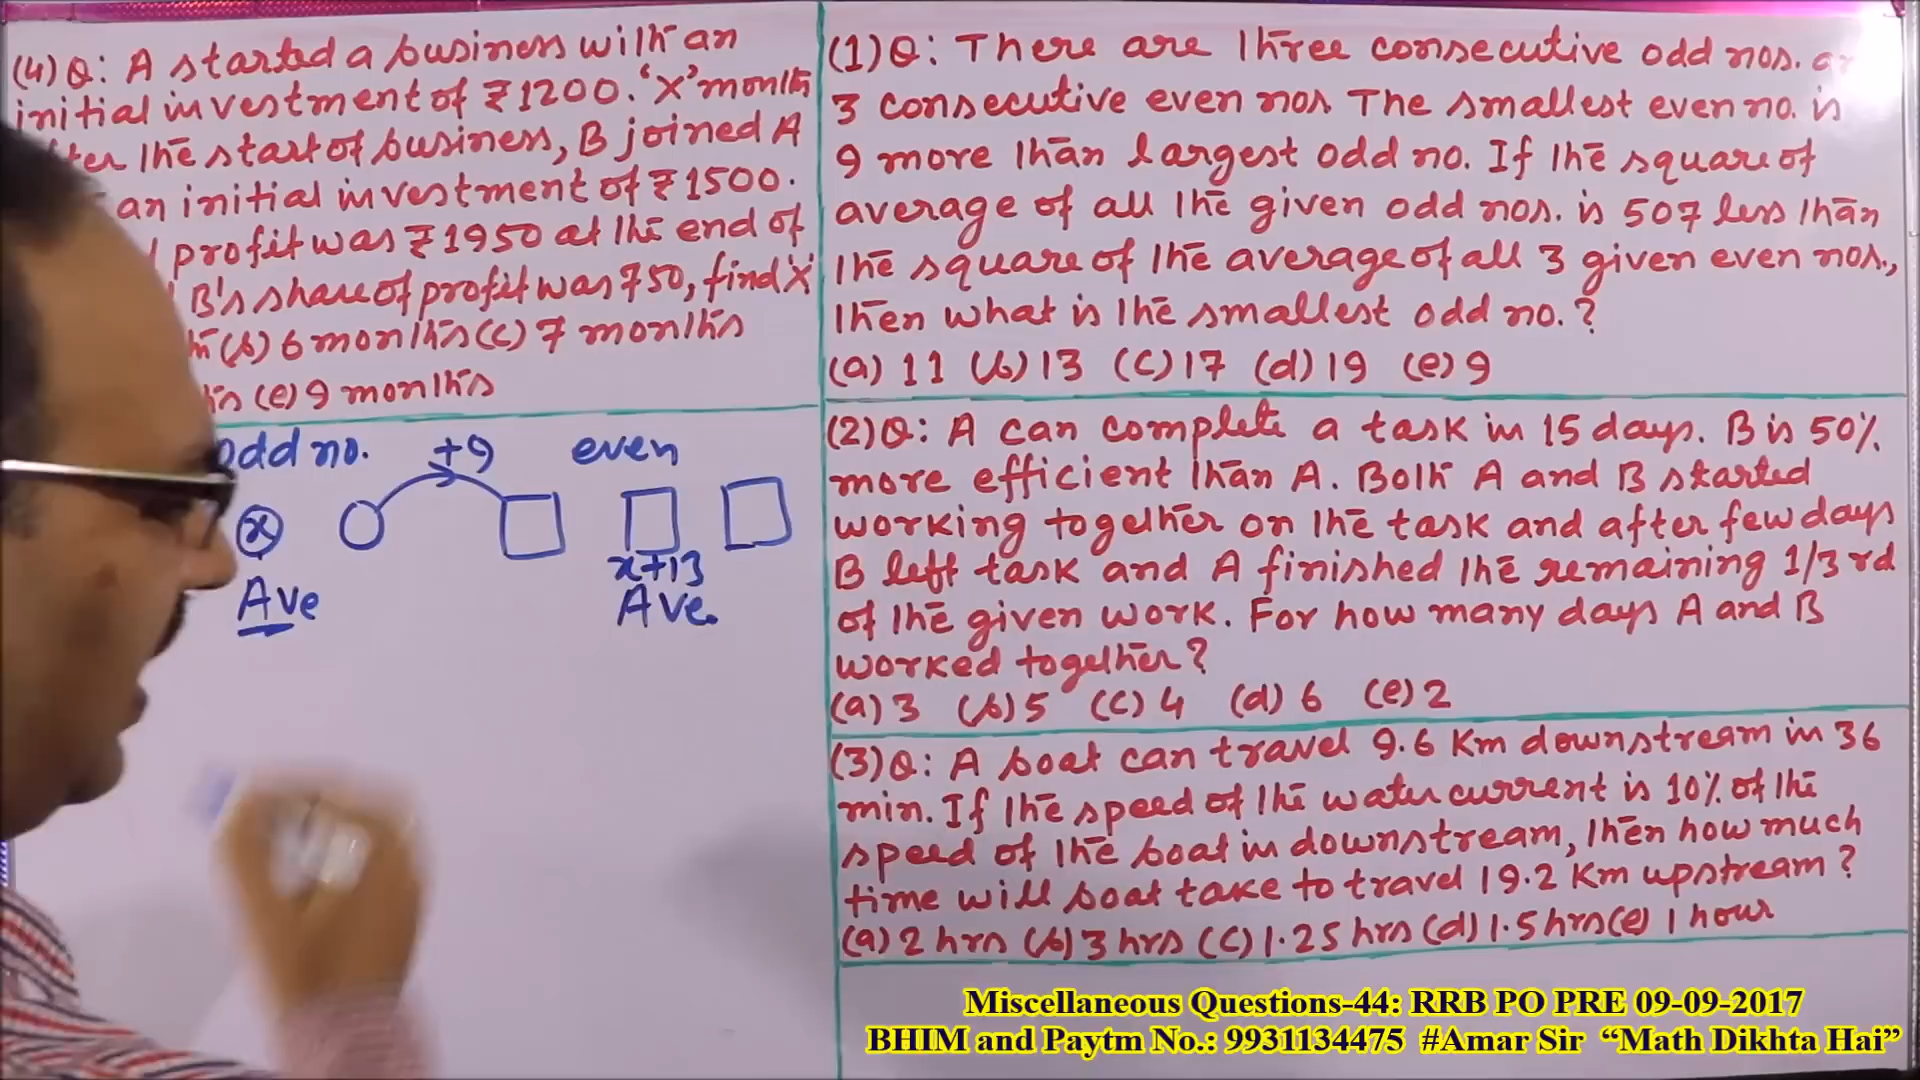 (4)Q: A started a business with an
initial investment of ₹1200. 'X' month
the start of business, B joined A
an initial investment of ₹1500.
profit was ₹1950 at the end of
B's share of profit was 750, find 'X'
(b) 6 months (c) 7 months
(e) 9 months
odd no. +9 even
x
x+13
Ave Ave.
(1)Q: There are three consecutive odd nos.
3 consecutive even nos. The smallest even no. is
9 more than largest odd no. If the square of
average of all the given odd nos. is 507 less than
the square of the average of all 3 given even nos.,
then what is the smallest odd no.?
(a) 11 (b) 13 (c) 17 (d) 19 (e) 9
(2)Q: A can complete a task in 15 days. B is 50%
more efficient than A. Both A and B started
working together on the task and after few days
B left task and A finished the remaining 1/3 rd
of the given work. For how many days A and B
worked together?
(a) 3 (b) 5 (c) 4 (d) 6 (e) 2
(3)Q: A boat can travel 9.6 Km downstream in 36
min. If the speed of the water current is 10% of the
speed of the boat in downstream, then how much
time will boat take to travel 19.2 Km upstream?
(a) 2 hrs (b) 3 hrs (c) 1.25 hrs (d) 1.5 hrs (e) 1 hour
Miscellaneous Questions-44: RRB PO PRE 09-09-2017
BHIM and Paytm No.: 9931134475 #Amar Sir “Math Dikhta Hai”